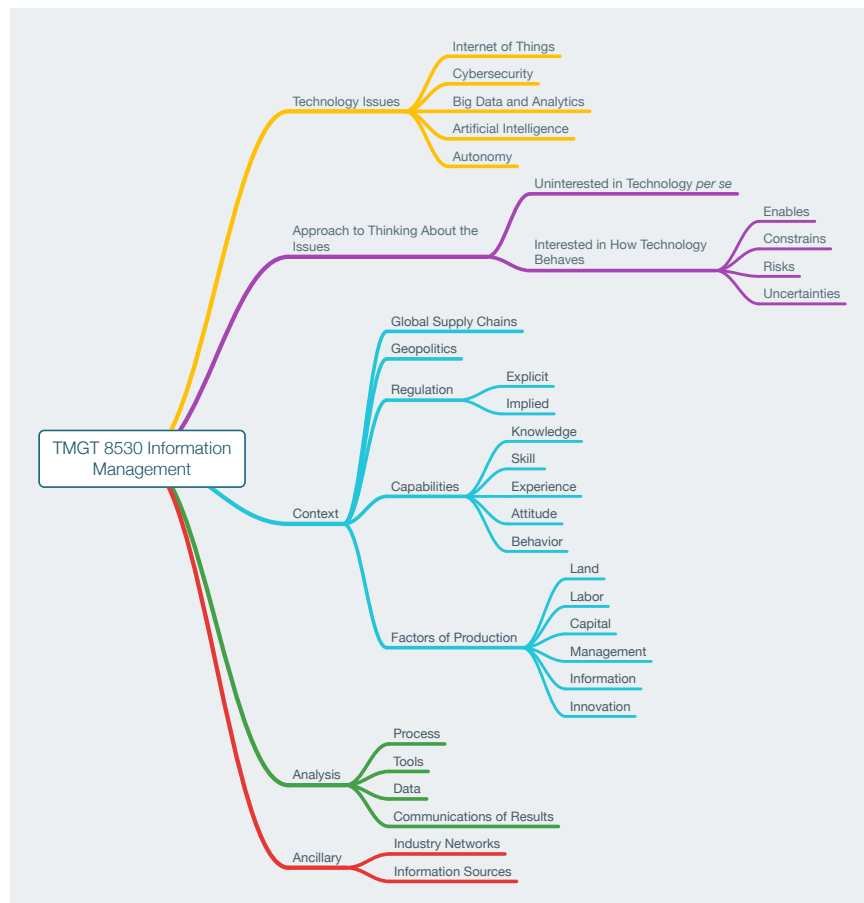 Internet of Things
Cybersecurity
Technology Issues
Big Data and Analytics
Artificial Intelligence
Autonomy
Uninterested in Technology per se
Approach to Thinking About the
Issues
Interested in How Technology
Behaves
Enables
Constrains
Risks
Uncertainties
Global Supply Chains
Geopolitics
Regulation
Explicit
Implied
TMGT 8530 Information
Management
Context
Capabilities
Knowledge
Skill
Experience
Attitude
Behavior
Factors of Production
Land
Labor
Capital
Management
Information
Innovation
Analysis
Process
Tools
Data
Communications of Results
Ancillary
Industry Networks
Information Sources